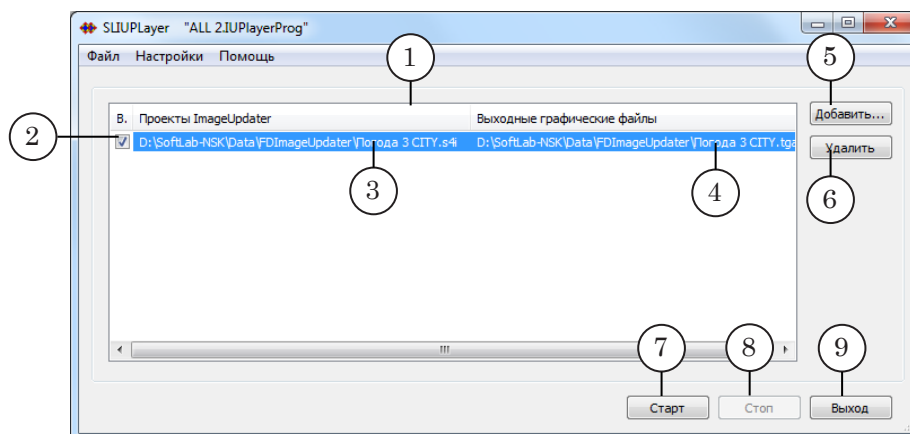 SLIUPLayer "ALL 2.IUPlayerProg"
Файл Настройки Помощь
1
5
В. Проекты ImageUpdater Выходные графические файлы
Добавить...
2
D:\SoftLab-NSK\Data\FDImageUpdater\Погода 3 CITY.s4i D:\SoftLab-NSK\Data\FDImageUpdater\Погода 3 CITY.tga
Удалить
3
4
6
7
8
9
Старт Стоп Выход